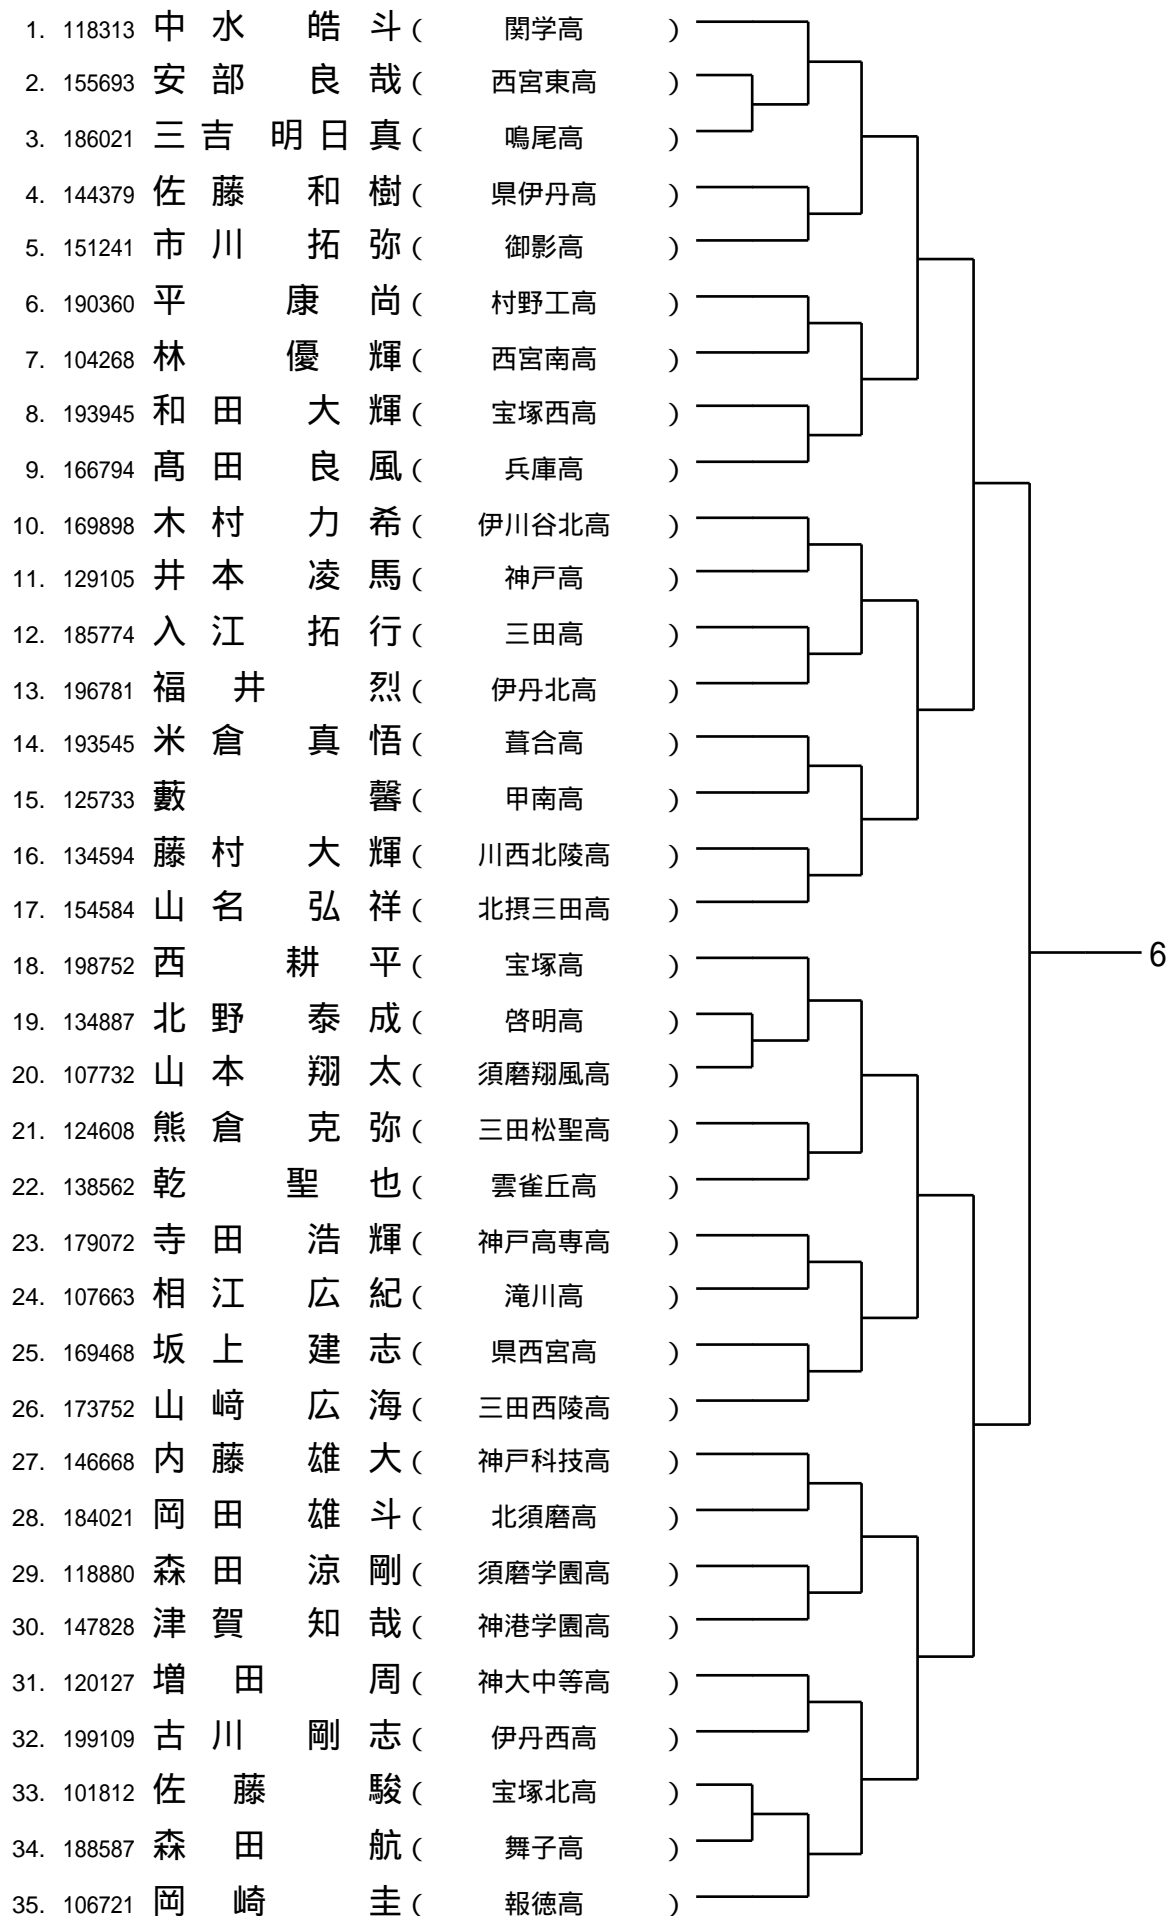 1. 118313 中水 皓斗 ( 関学高 )
2. 155693 安部 良哉 ( 西宮東高 )
3. 186021 三吉 明日真 ( 鳴尾高 )
4. 144379 佐藤 和樹 ( 県伊丹高 )
5. 151241 市川 拓弥 ( 御影高 )
6. 190360 平 康尚 ( 村野工高 )
7. 104268 林 優輝 ( 西宮南高 )
8. 193945 和田 大輝 ( 宝塚西高 )
9. 166794 髙田 良風 ( 兵庫高 )
10. 169898 木村 力希 ( 伊川谷北高 )
11. 129105 井本 凌馬 ( 神戸高 )
12. 185774 入江 拓行 ( 三田高 )
13. 196781 福井 烈 ( 伊丹北高 )
14. 193545 米倉 真悟 ( 葺合高 )
15. 125733 藪 馨 ( 甲南高 )
16. 134594 藤村 大輝 ( 川西北陵高 )
17. 154584 山名 弘祥 ( 北摂三田高 )
18. 198752 西 耕平 ( 宝塚高 )
6
19. 134887 北野 泰成 ( 啓明高 )
20. 107732 山本 翔太 ( 須磨翔風高 )
21. 124608 熊倉 克弥 ( 三田松聖高 )
22. 138562 乾 聖也 ( 雲雀丘高 )
23. 179072 寺田 浩輝 ( 神戸高専高 )
24. 107663 相江 広紀 ( 滝川高 )
25. 169468 坂上 建志 ( 県西宮高 )
26. 173752 山﨑 広海 ( 三田西陵高 )
27. 146668 内藤 雄大 ( 神戸科技高 )
28. 184021 岡田 雄斗 ( 北須磨高 )
29. 118880 森田 涼剛 ( 須磨学園高 )
30. 147828 津賀 知哉 ( 神港学園高 )
31. 120127 増田 周 ( 神大中等高 )
32. 199109 古川 剛志 ( 伊丹西高 )
33. 101812 佐藤 駿 ( 宝塚北高 )
34. 188587 森田 航 ( 舞子高 )
35. 106721 岡崎 圭 ( 報徳高 )